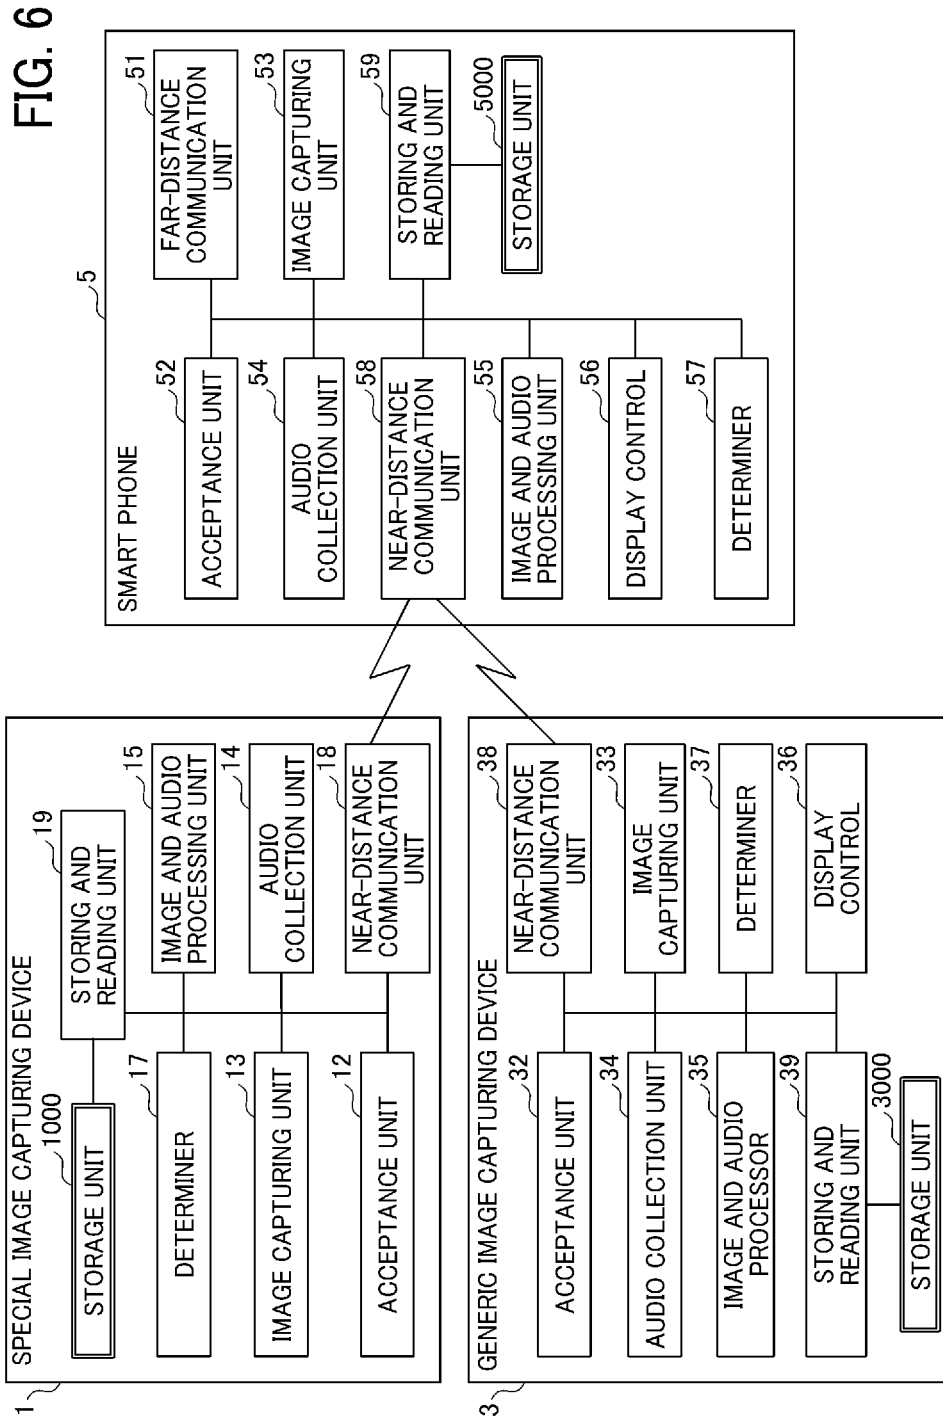 FIG. 6
1
SPECIAL IMAGE CAPTURING DEVICE
1000
STORAGE UNIT
19
STORING AND
READING UNIT
17
DETERMINER
15
IMAGE AND AUDIO
PROCESSING UNIT
13
IMAGE CAPTURING UNIT
14
AUDIO
COLLECTION UNIT
12
ACCEPTANCE UNIT
18
NEAR-DISTANCE
COMMUNICATION
UNIT
3
GENERIC IMAGE CAPTURING DEVICE
32
ACCEPTANCE UNIT
38
NEAR-DISTANCE
COMMUNICATION
UNIT
34
AUDIO COLLECTION UNIT
33
IMAGE
CAPTURING UNIT
35
IMAGE AND AUDIO
PROCESSOR
37
DETERMINER
39
STORING AND
READING UNIT
36
DISPLAY
CONTROL
3000
STORAGE UNIT
5
SMART PHONE
52
ACCEPTANCE UNIT
51
FAR-DISTANCE
COMMUNICATION
UNIT
54
AUDIO
COLLECTION UNIT
53
IMAGE CAPTURING
UNIT
58
NEAR-DISTANCE
COMMUNICATION
UNIT
59
STORING AND
READING UNIT
55
IMAGE AND AUDIO
PROCESSING UNIT
5000
STORAGE UNIT
56
DISPLAY CONTROL
57
DETERMINER